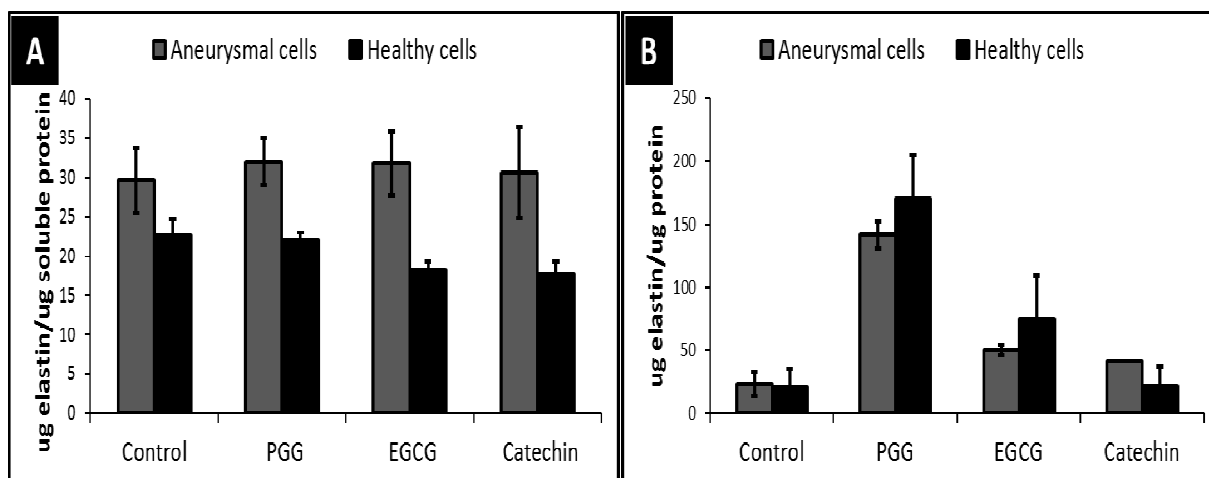 A
Aneurysmal cells
Healthy cells
ug elastin/ug soluble protein
40
35
30
25
20
15
10
5
0
Control
PGG
EGCG
Catechin
B
Aneurysmal cells
Healthy cells
ug elastin/ug protein
250
200
150
100
50
0
Control
PGG
EGCG
Catechin